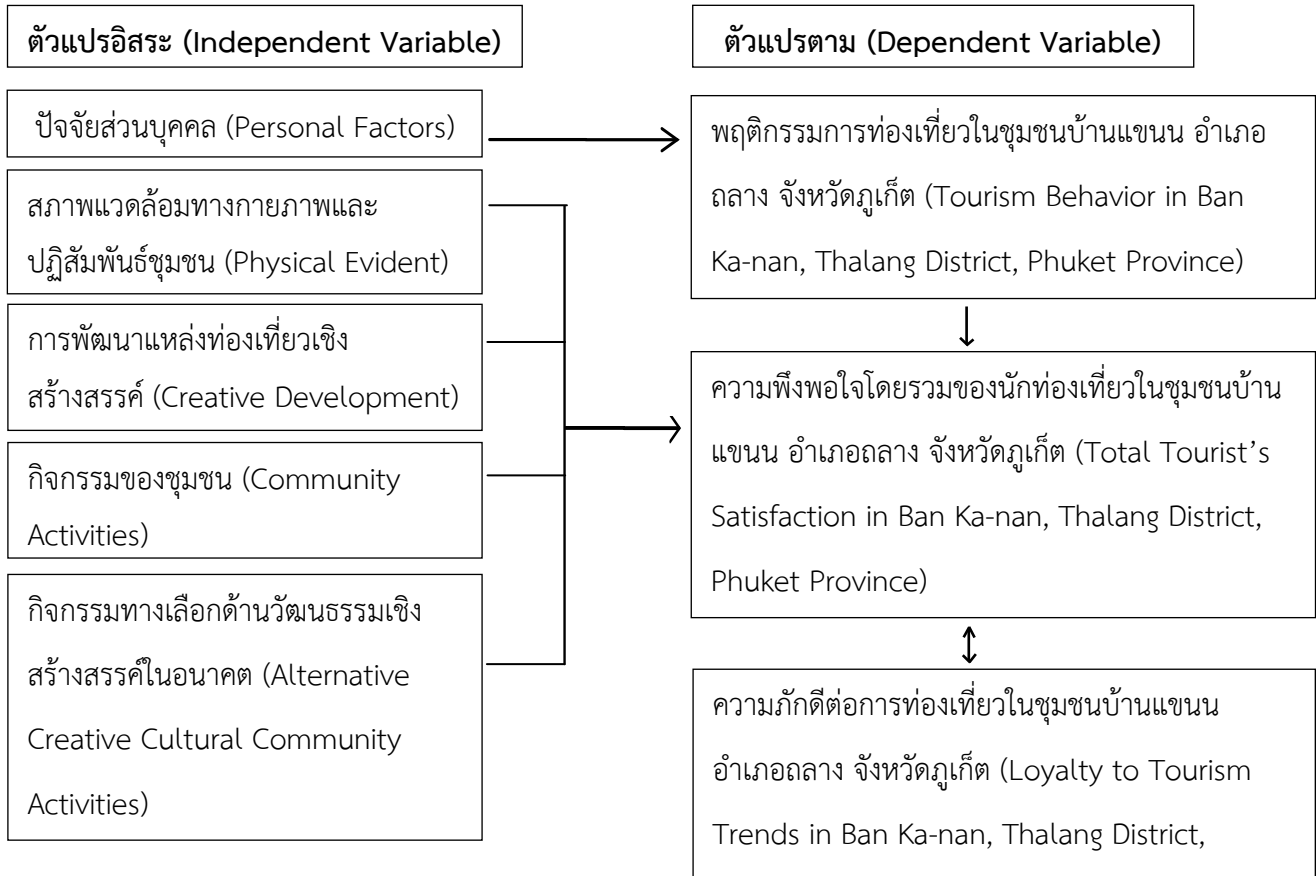 ตัวแปรอิสระ (Independent Variable)
ปัจจัยส่วนบุคคล (Personal Factors)
สภาพแวดล้อมทางกายภาพและ
ปฏิสัมพันธ์ชุมชน (Physical Evident)
การพัฒนาแหล่งท่องเที่ยวเชิง
สร้างสรรค์ (Creative Development)
กิจกรรมของชุมชน (Community
Activities)
กิจกรรมทางเลือกด้านวัฒนธรรมเชิง
สร้างสรรค์ในอนาคต (Alternative
Creative Cultural Community
Activities)
ตัวแปรตาม (Dependent Variable)
พฤติกรรมการท่องเที่ยวในชุมชนบ้านแขนน อำเภอ
ถลาง จังหวัดภูเก็ต (Tourism Behavior in Ban
Ka-nan, Thalang District, Phuket Province)
ความพึงพอใจโดยรวมของนักท่องเที่ยวในชุมชนบ้าน
แขนน อำเภอถลาง จังหวัดภูเก็ต (Total Tourist’s
Satisfaction in Ban Ka-nan, Thalang District,
Phuket Province)
ความภักดีต่อการท่องเที่ยวในชุมชนบ้านแขนน
อำเภอถลาง จังหวัดภูเก็ต (Loyalty to Tourism
Trends in Ban Ka-nan, Thalang District,